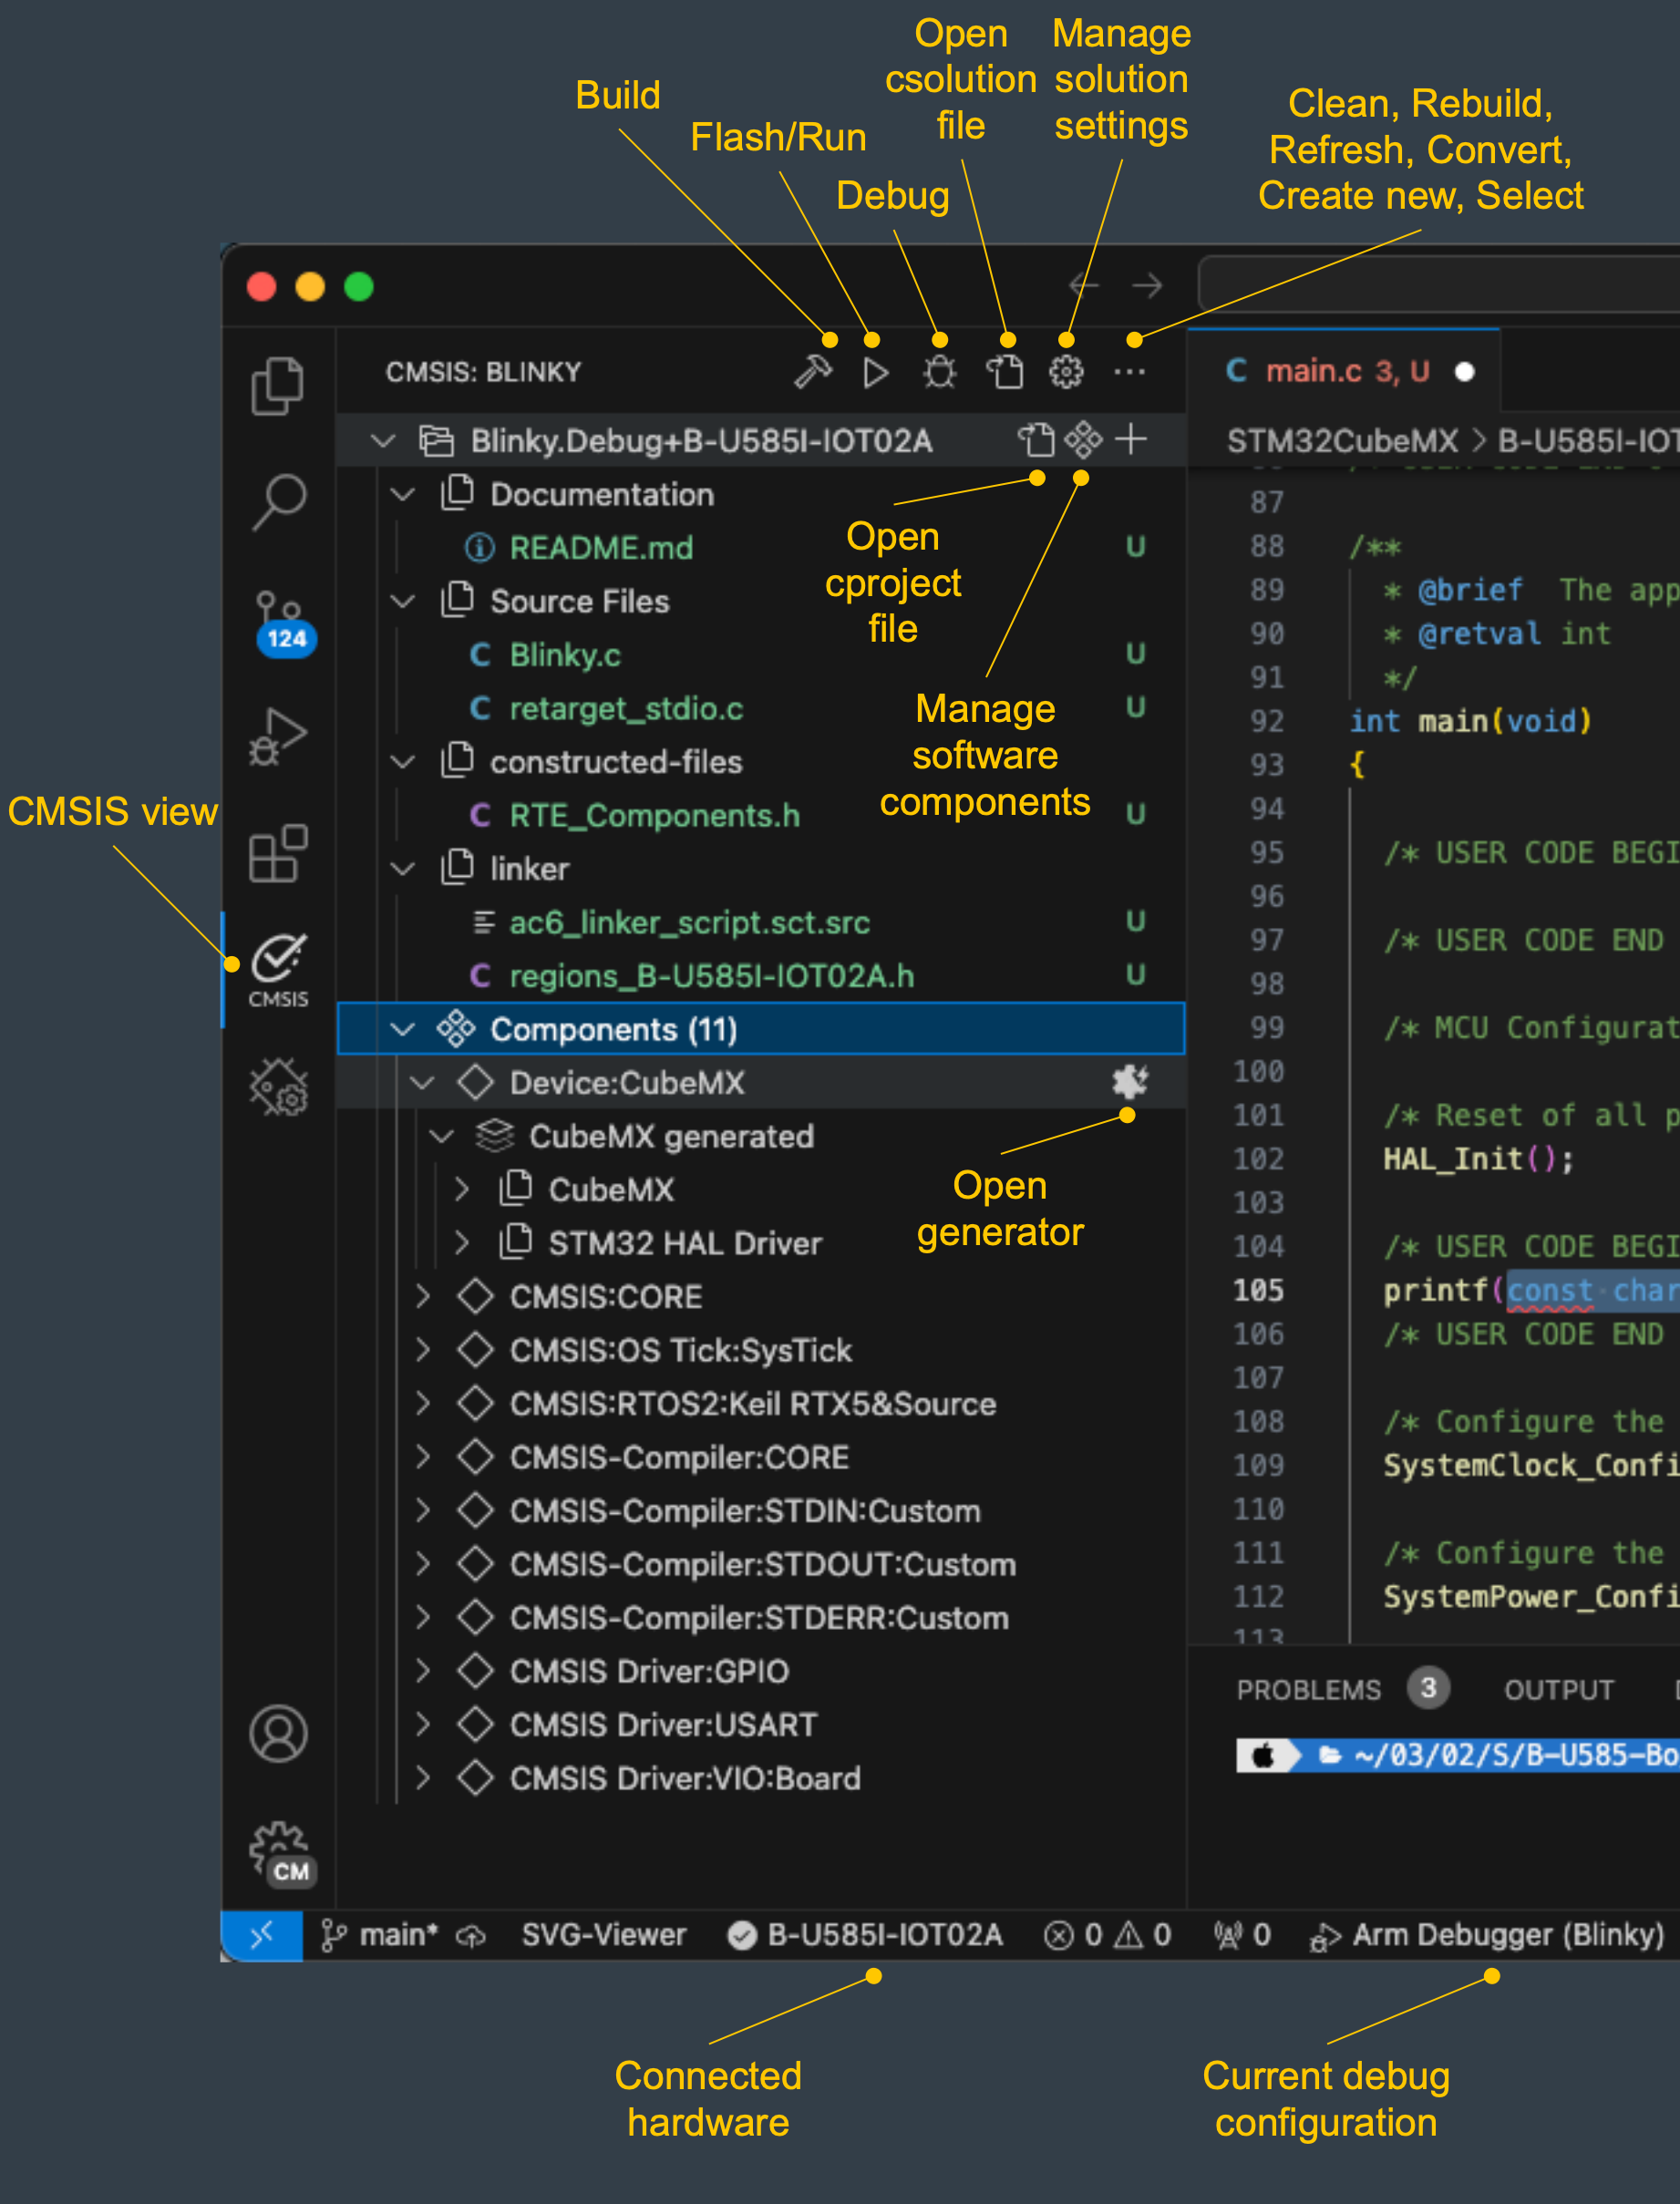 Open
csolution
file
Manage
solution
settings
Build
Flash/Run
Debug
Clean, Rebuild,
Refresh, Convert,
Create new, Select
CMSIS: BLINKY
Blinky.Debug+B-U585I-IOT02A
Documentation
README.md U
Source Files
Blinky.c U
retarget_stdio.c U
constructed-files
RTE_Components.h U
linker
ac6_linker_script.sct.src U
regions_B-U585I-IOT02A.h U
Components (11)
Device:CubeMX
CubeMX generated
CubeMX
STM32 HAL Driver
CMSIS:CORE
CMSIS:OS Tick:SysTick
CMSIS:RTOS2:Keil RTX5&Source
CMSIS-Compiler:CORE
CMSIS-Compiler:STDIN:Custom
CMSIS-Compiler:STDOUT:Custom
CMSIS-Compiler:STDERR:Custom
CMSIS Driver:GPIO
CMSIS Driver:USART
CMSIS Driver:VIO:Board
Open
cproject
file
Manage
software
components
Open
generator
CMSIS view
124
CMSIS
CM
C main.c 3, U
STM32CubeMX > B-U585I-IOT
87
88 /**
89 * @brief The app
90 * @retval int
91 */
92 int main(void)
93 {
94
95 /* USER CODE BEGI
96
97 /* USER CODE END
98
99 /* MCU Configurat
100
101 /* Reset of all p
102 HAL_Init();
103
104 /* USER CODE BEGI
105 printf(const char
106 /* USER CODE END
107
108 /* Configure the
109 SystemClock_Confi
110
111 /* Configure the
112 SystemPower_Confi
113
PROBLEMS 3 OUTPUT
~/03/02/S/B-U585-Bo
main* SVG-Viewer B-U585I-IOT02A 0 0 0 Arm Debugger (Blinky)
Connected
hardware
Current debug
configuration